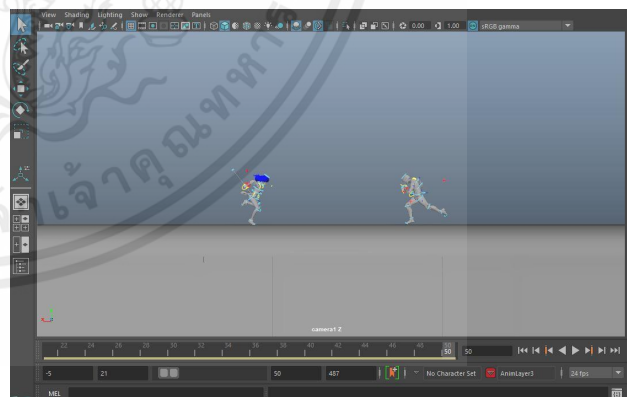 View Shading Lighting Show Renderer Panels
0.00 1.00 sRGB gamma
camera1 Z
22 24 26 28 30 32 34 36 38 40 42 44 46 48 50 50
-5 21 50 487 No Character Set AnimLayer3 24 fps
MEL